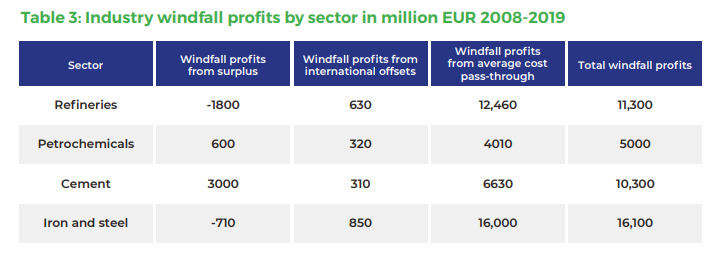 Table 3: Industry windfall profits by sector in million EUR 2008-2019
Sector
Windfall profits
from surplus
Windfall profits from
international offsets
Windfall profits
from average cost
pass-through
Total windfall profits
Refineries -1800 630 12,460 11,300
Petrochemicals 600 320 4010 5000
Cement 3000 310 6630 10,300
Iron and steel -710 850 16,000 16,100